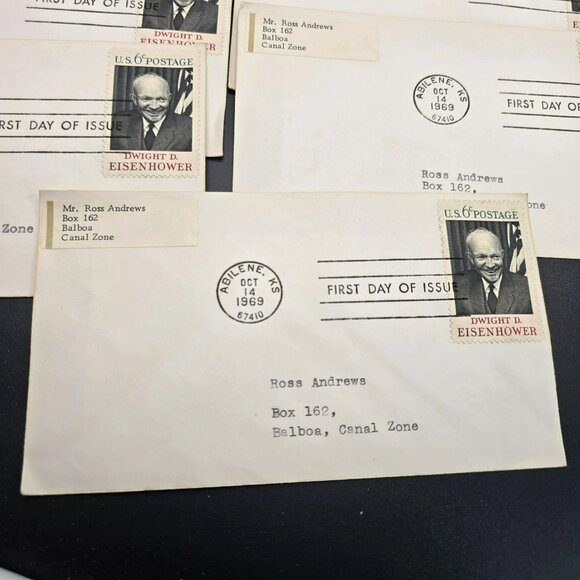 FIRST DAY OF ISSUE
DWIGHT D.
EISENHOWER
Mr. Ross Andrews
Box 162
Balboa
Canal Zone
ABILENE, KS
OCT
14
1969
67410
FIRST DAY OF
Ross Andrews
Box 162,
U.S. 6¢ POSTAGE
RST DAY OF ISSUE
DWIGHT D.
EISENHOWER
Zone
Mr. Ross Andrews
Box 162
Balboa
Canal Zone
ABILENE, KS
OCT
14
1969
67410
FIRST DAY OF ISSUE
U.S. 6¢ POSTAGE
DWIGHT D.
EISENHOWER
Ross Andrews
Box 162,
Balboa, Canal Zone